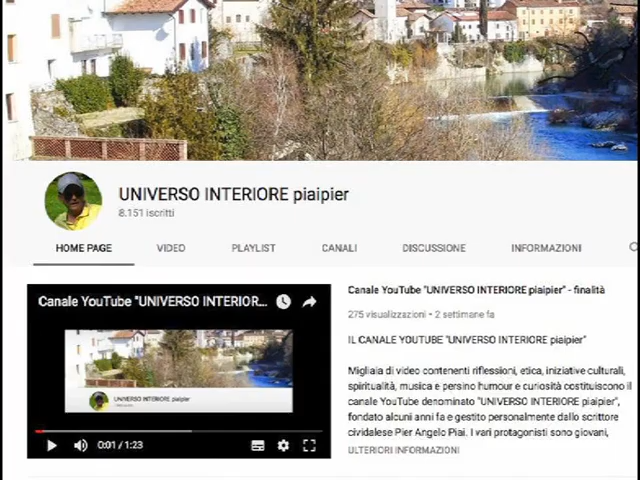 UNIVERSO INTERIORE piaipier
8.151 iscritti
HOME PAGE VIDEO PLAYLIST CANALI DISCUSSIONE INFORMAZIONI
Canale YouTube "UNIVERSO INTERIOR...
UNIVERSO INTERIORE piaipier
0:01 / 1:23
Canale YouTube "UNIVERSO INTERIORE piaipier" - finalità
275 visualizzazioni • 2 settimane fa
IL CANALE YOUTUBE "UNIVERSO INTERIORE piaipier"
Migliaia di video contenenti riflessioni, etica, iniziative culturali,
spiritualità, musica e persino humour e curiosità costituiscono il
canale YouTube denominato "UNIVERSO INTERIORE piaipier",
fondato alcuni anni fa e gestito personalmente dallo scrittore
cividalese Pier Angelo Piai. I vari protagonisti sono giovani,
ULTERIORI INFORMAZIONI